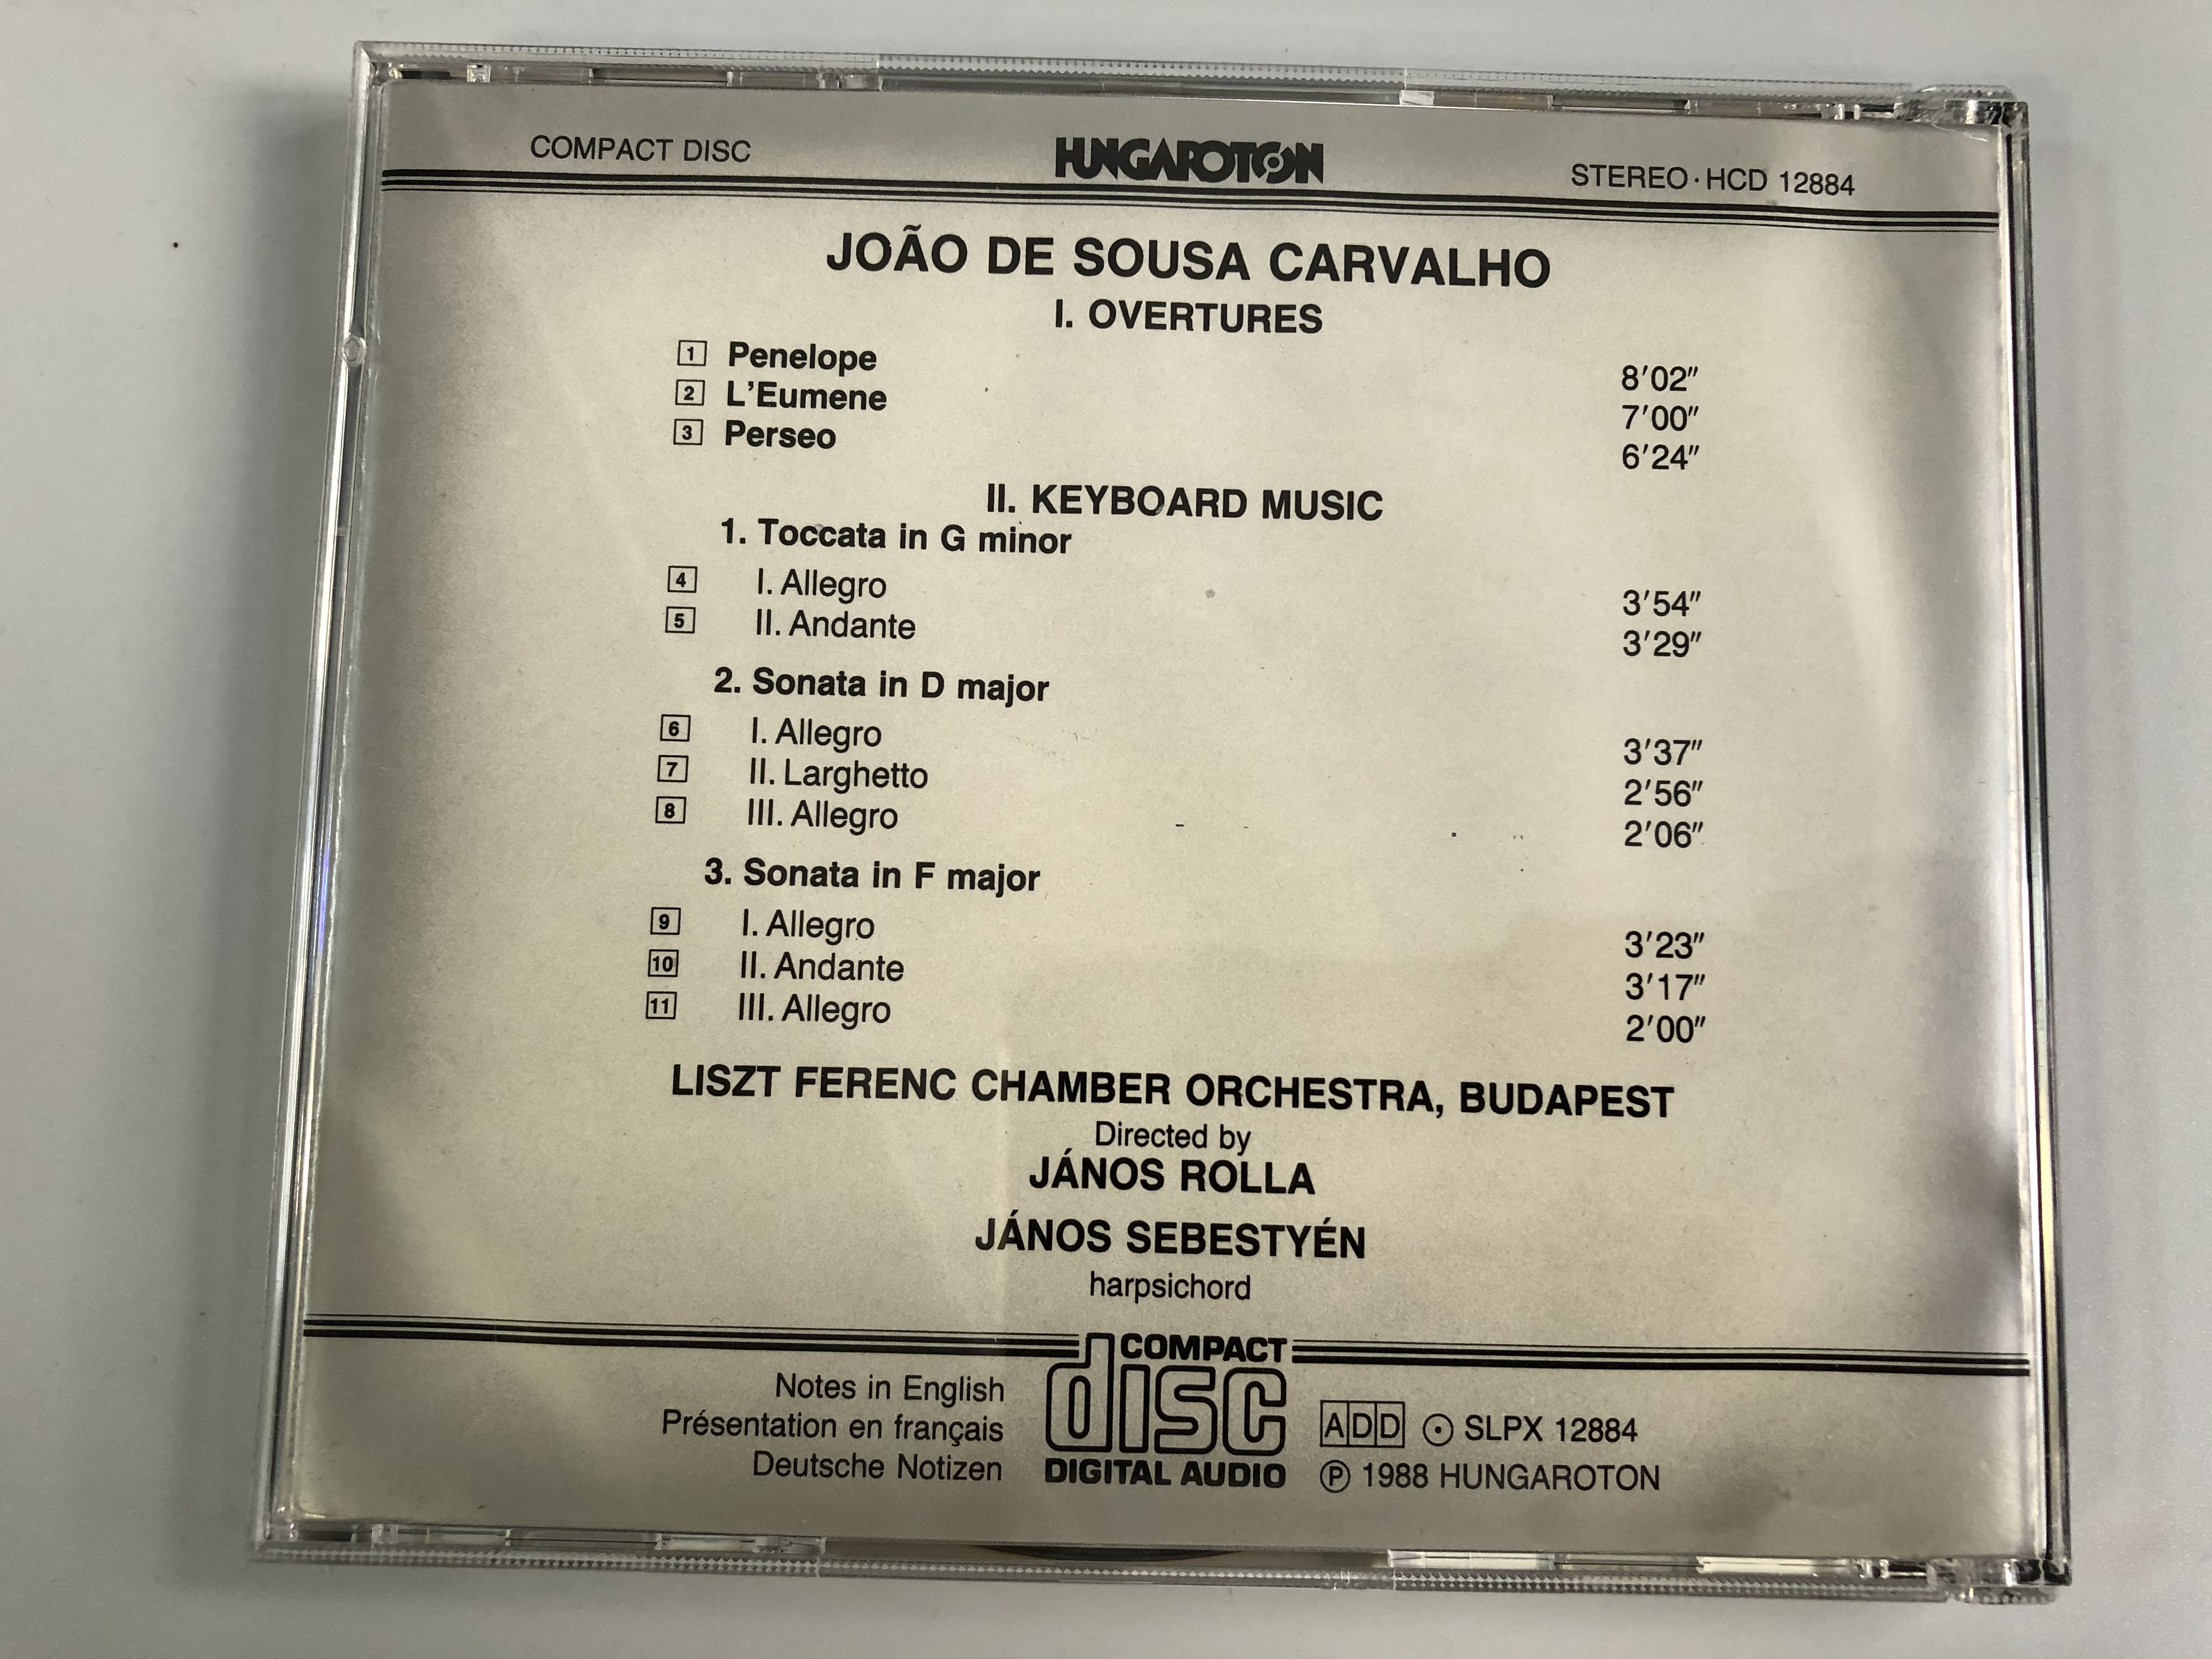 COMPACT DISC HUNGAROTON STEREO · HCD 12884
JOÃO DE SOUSA CARVALHO
I. OVERTURES
1 Penelope 8'02"
2 L'Eumene 7'00"
3 Perseo 6'24"
II. KEYBOARD MUSIC
1. Toccata in G minor
4 I. Allegro 3'54"
5 II. Andante 3'29"
2. Sonata in D major
6 I. Allegro 3'37"
7 II. Larghetto 2'56"
8 III. Allegro 2'06"
3. Sonata in F major
9 I. Allegro 3'23"
10 II. Andante 3'17"
11 III. Allegro 2'00"
LISZT FERENC CHAMBER ORCHESTRA, BUDAPEST
Directed by
JÁNOS ROLLA
JÁNOS SEBESTYÉN
harpsichord
Notes in English
Présentation en français
Deutsche Notizen
COMPACT
disc
DIGITAL AUDIO
ADD ⊙ SLPX 12884
℗ 1988 HUNGAROTON